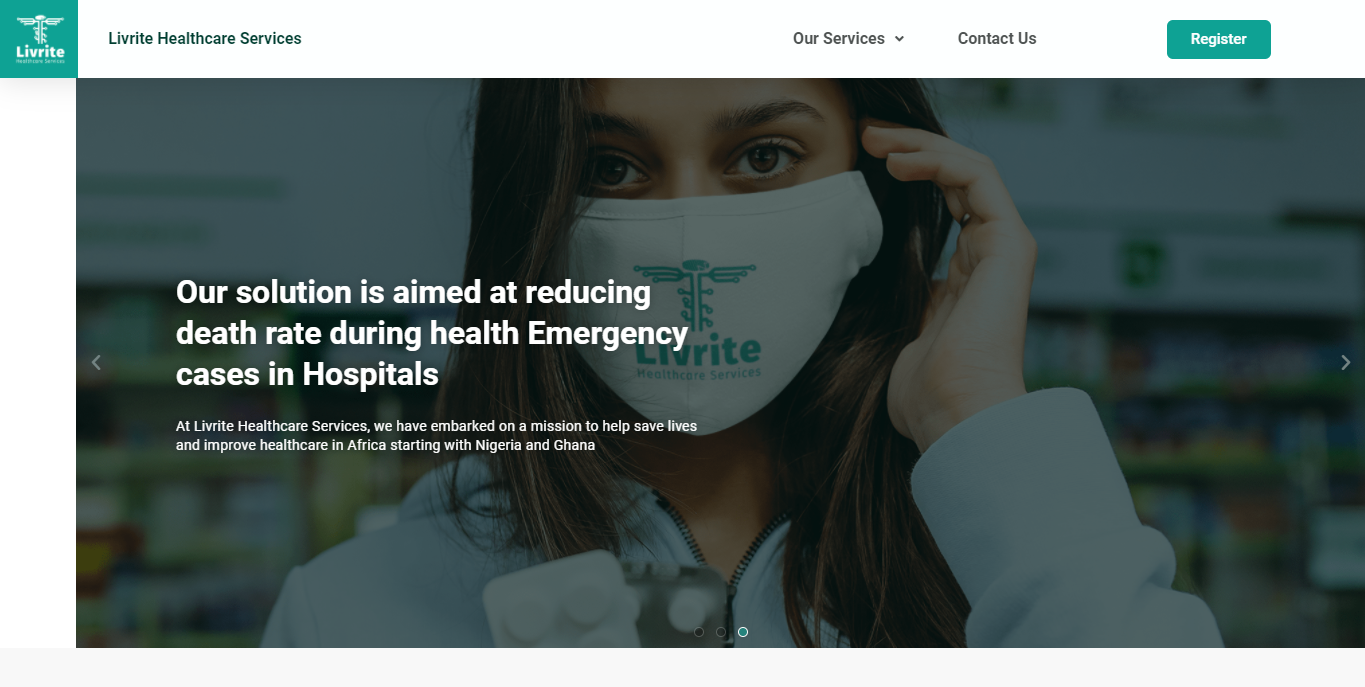 Livrite
Healthcare Services
Livrite Healthcare Services
Our Services
Contact Us
Register
Our solution is aimed at reducing
death rate during health Emergency
cases in Hospitals
Livrite
Healthcare Services
At Livrite Healthcare Services, we have embarked on a mission to help save lives
and improve healthcare in Africa starting with Nigeria and Ghana